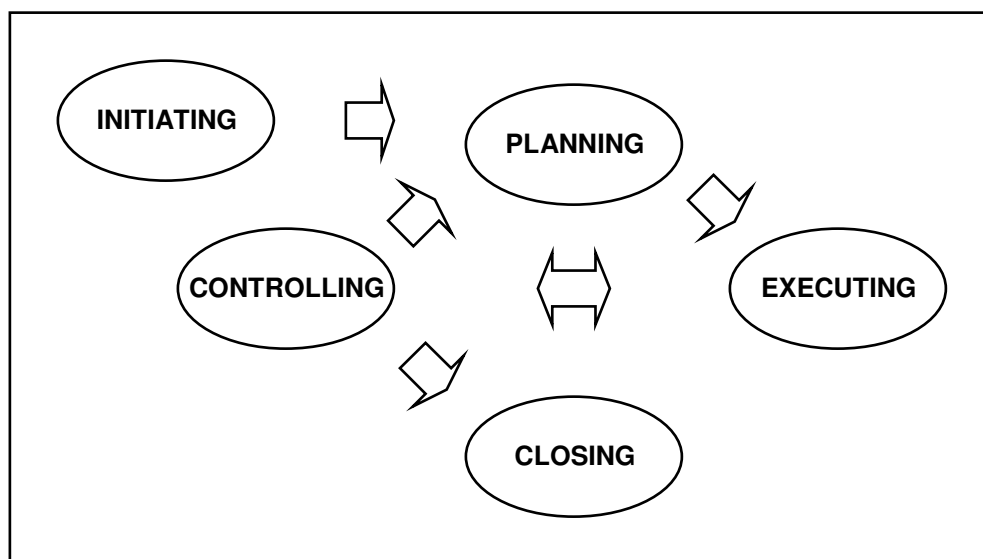 INITIATING
PLANNING
CONTROLLING
EXECUTING
CLOSING